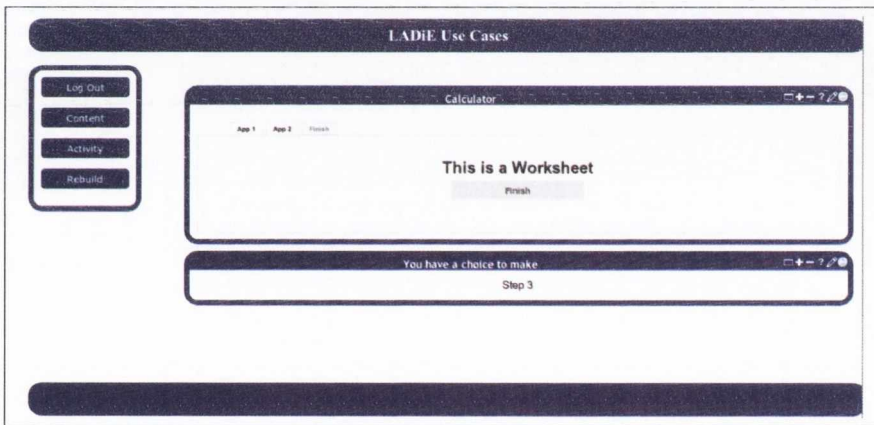 LADiE Use Cases
Log Out
Content
Activity
Rebuild
Calculator
App 1 App 2 Finish
This is a Worksheet
Finish
You have a choice to make
Step 3